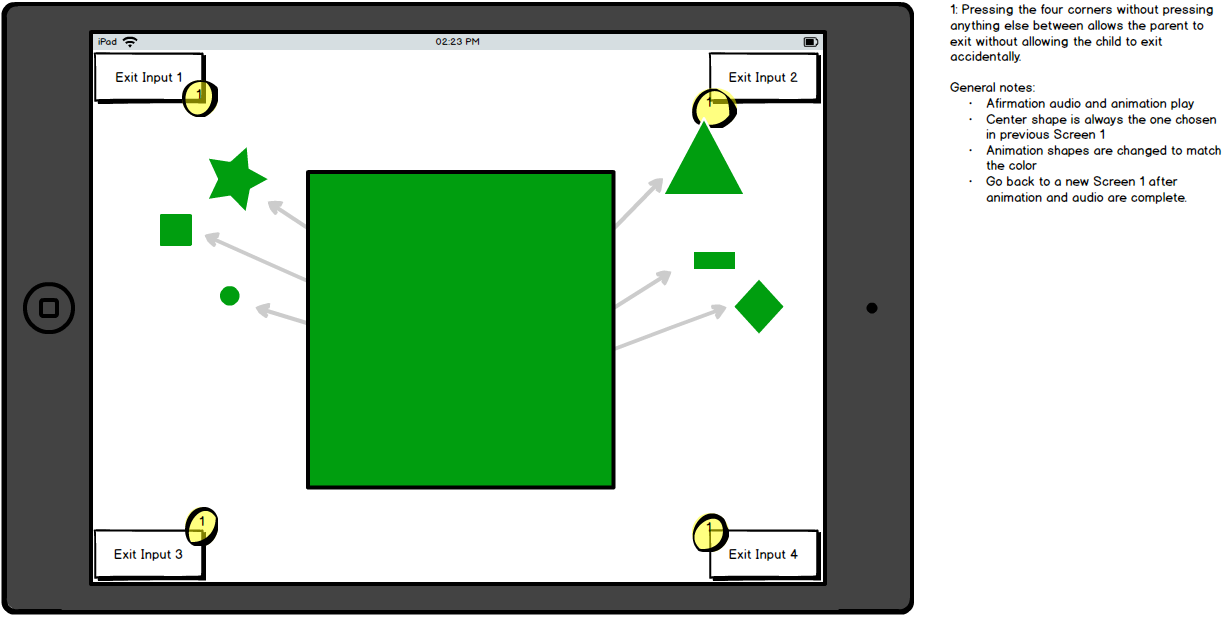 iPad
02:23 PM
Exit Input 1
1
Exit Input 2
1
Exit Input 3
1
Exit Input 4
1
1: Pressing the four corners without pressing
anything else between allows the parent to
exit without allowing the child to exit
accidentally.
General notes:
· Afirmation audio and animation play
· Center shape is always the one chosen
in previous Screen 1
· Animation shapes are changed to match
the color
· Go back to a new Screen 1 after
animation and audio are complete.